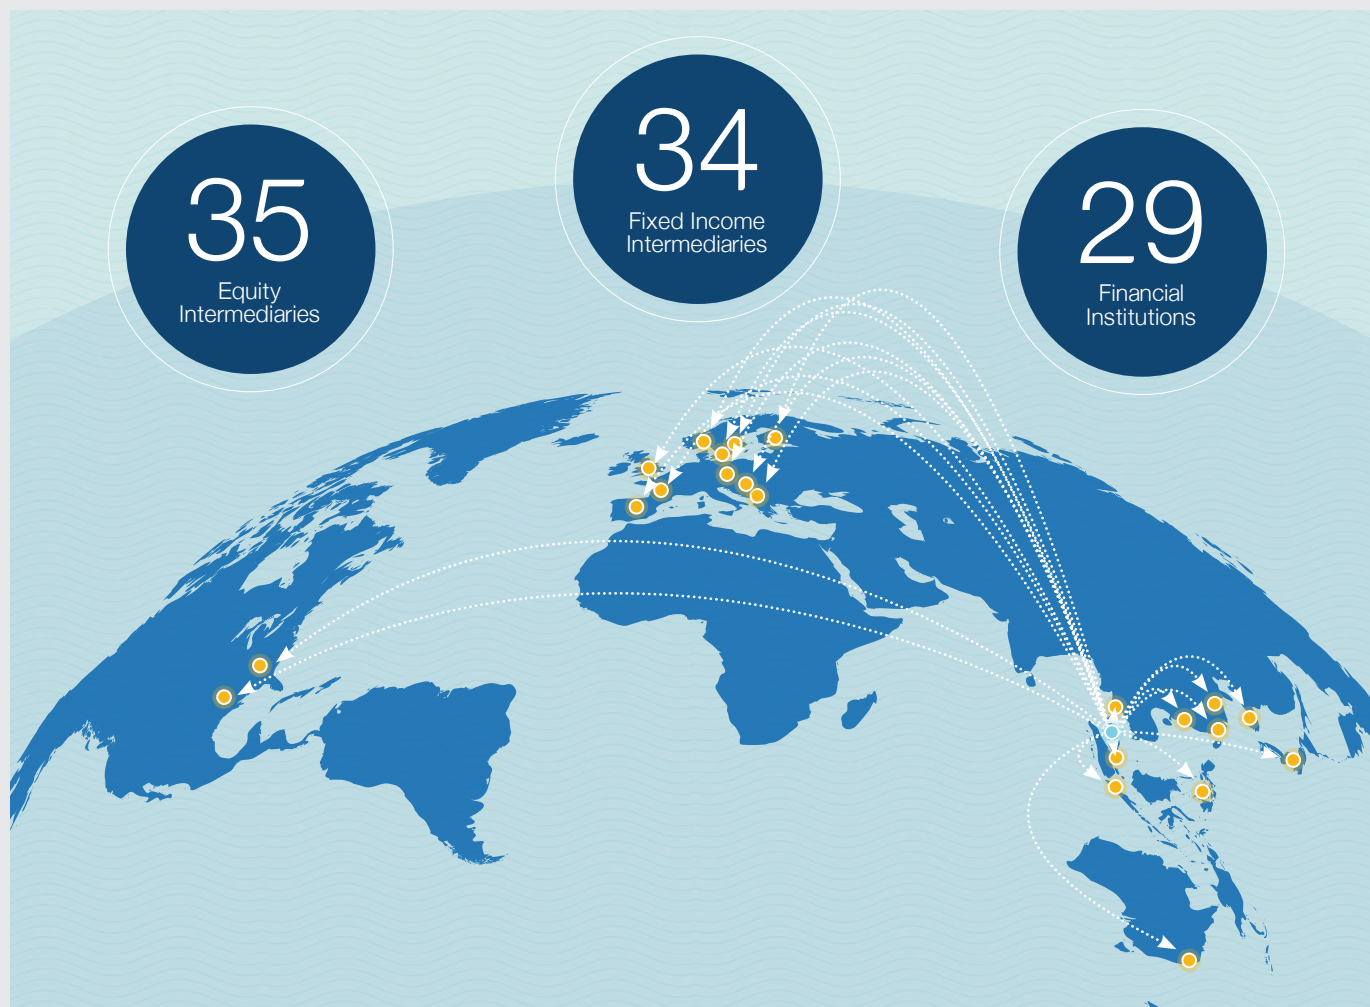 35
Equity
Intermediaries
34
Fixed Income
Intermediaries
29
Financial
Institutions